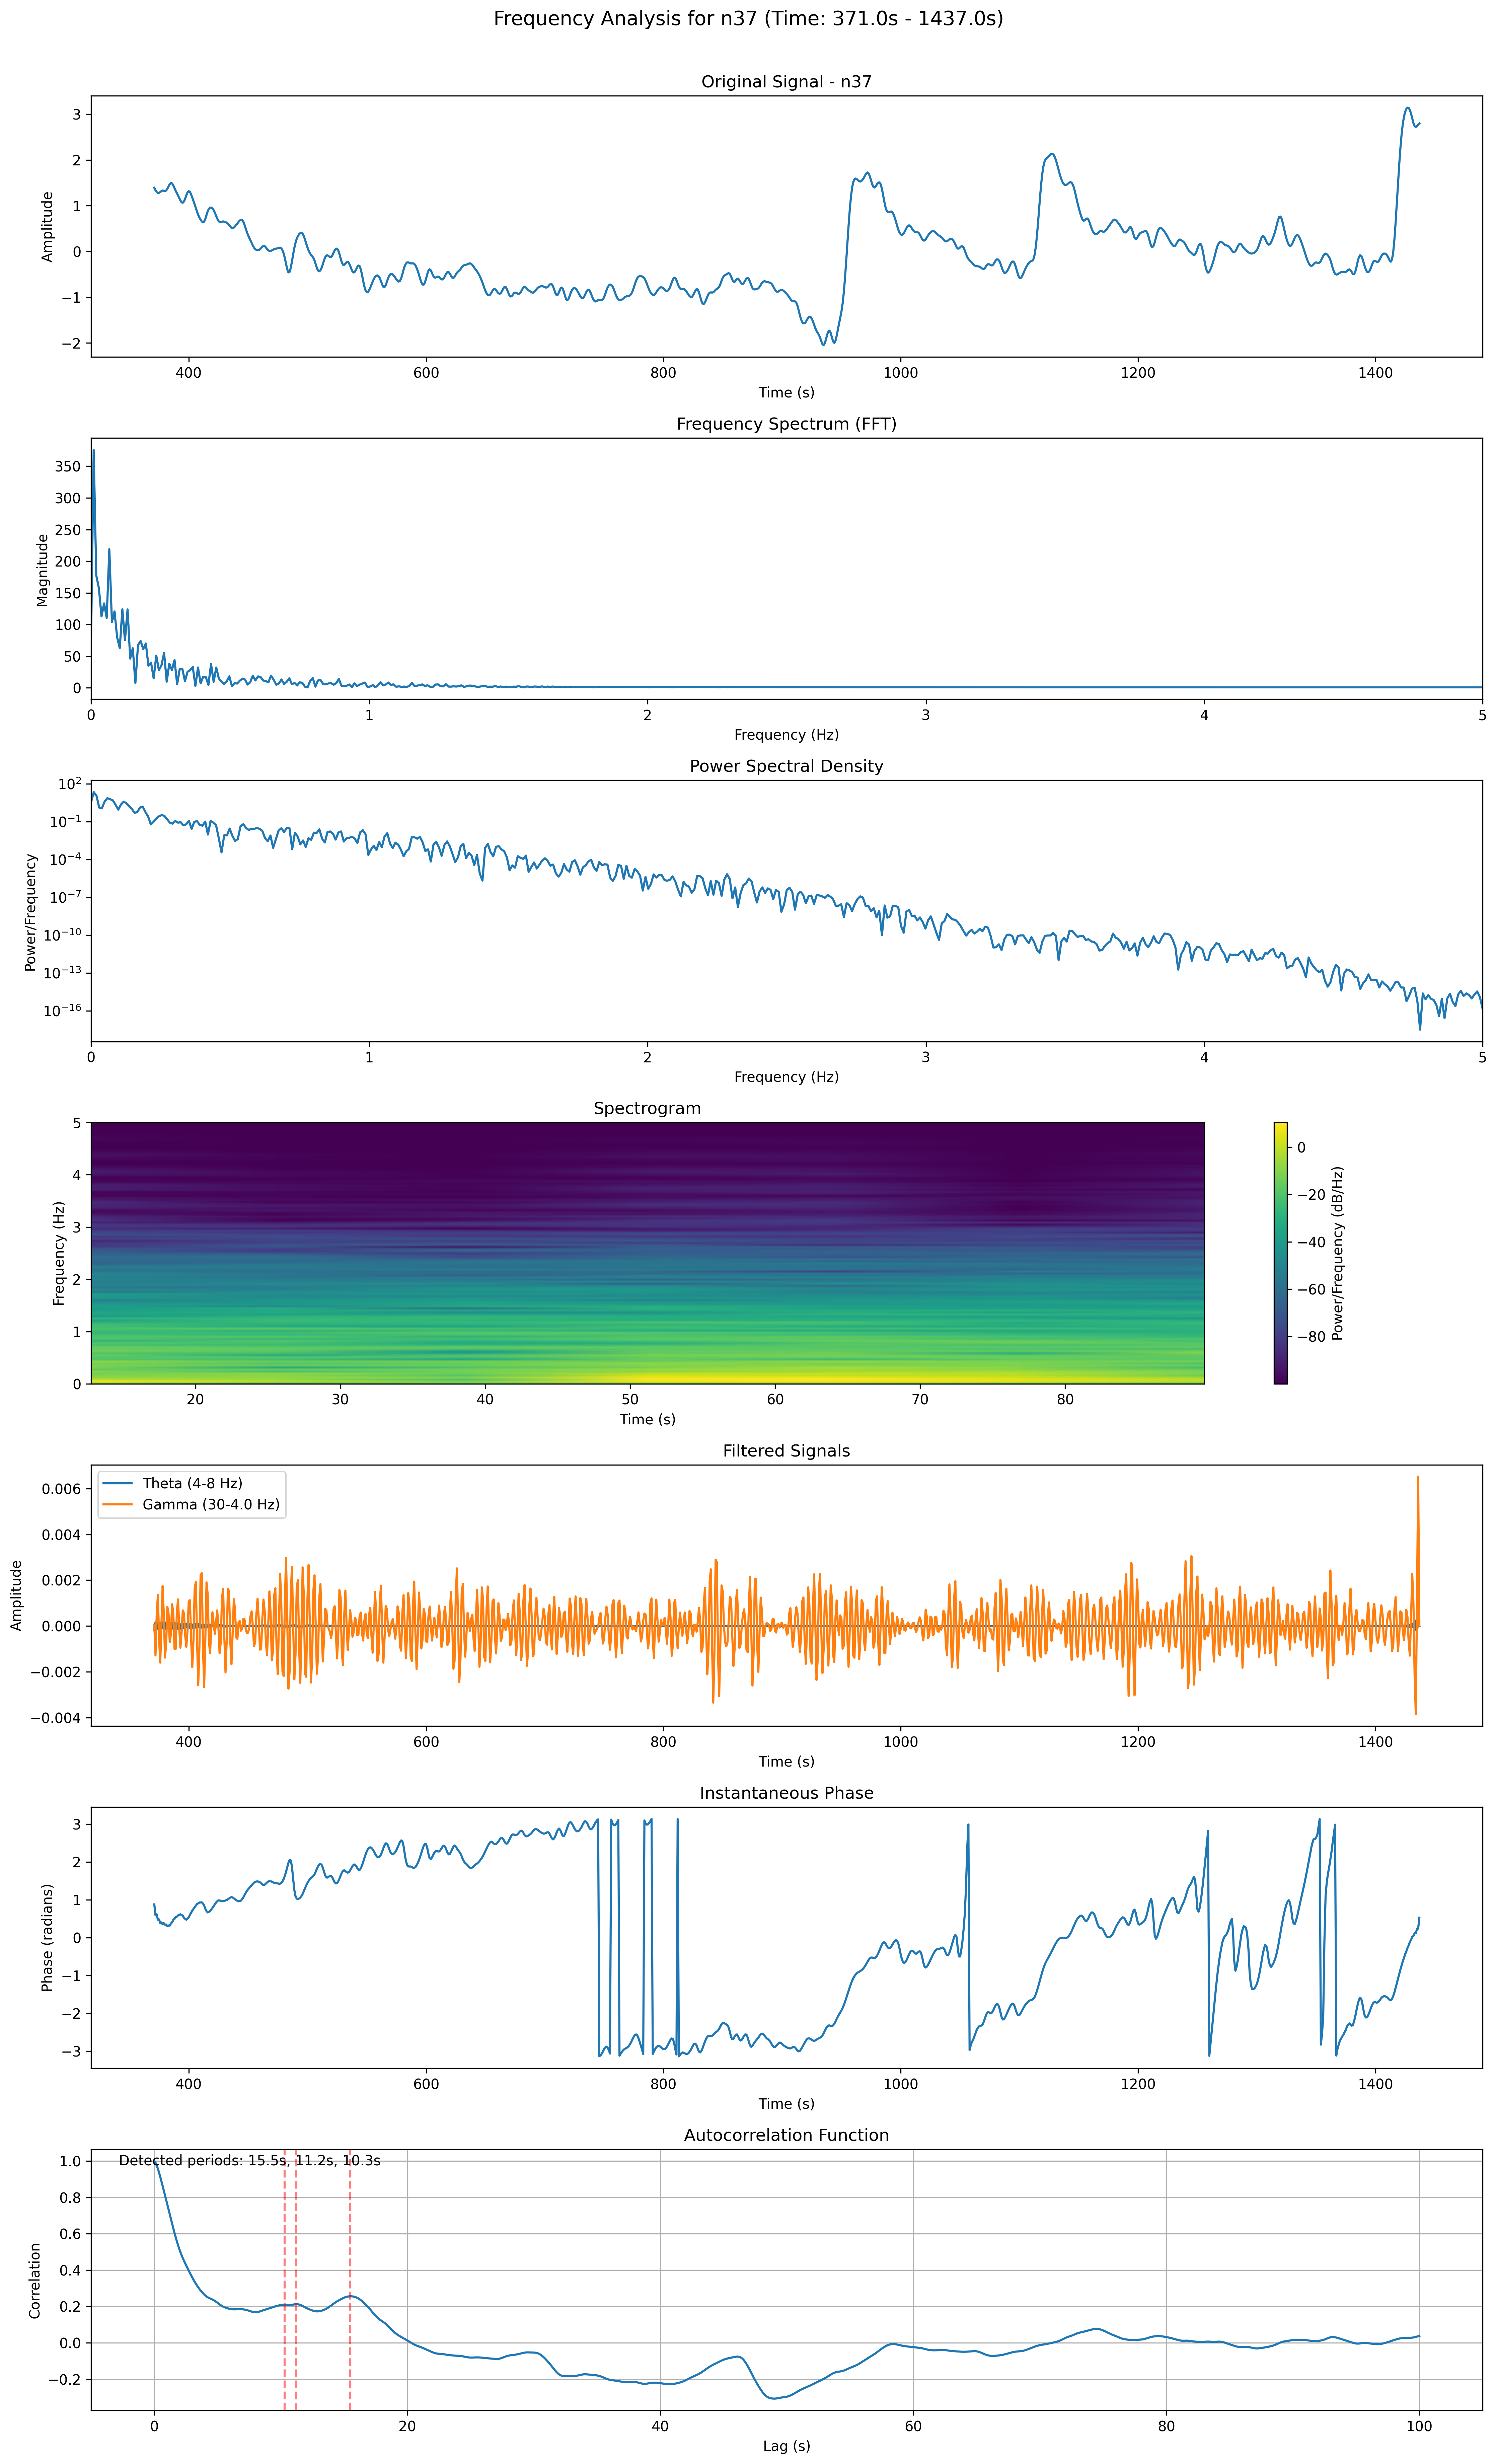 Frequency Analysis for n37 (Time: 371.0s - 1437.0s)
Original Signal - n37
Amplitude
3
2
1
0
−1
−2
400 600 800 1000 1200 1400
Time (s)
Frequency Spectrum (FFT)
Magnitude
350
300
250
200
150
100
50
0
0 1 2 3 4 5
Frequency (Hz)
Power Spectral Density
Power/Frequency
10²
10⁻¹
10⁻⁴
10⁻⁷
10⁻¹⁰
10⁻¹³
10⁻¹⁶
0 1 2 3 4 5
Frequency (Hz)
Spectrogram
Frequency (Hz)
5
4
3
2
1
0
20 30 40 50 60 70 80
Time (s)
0
−20
−40
−60
−80
Power/Frequency (dB/Hz)
Filtered Signals
Theta (4-8 Hz)
Gamma (30-4.0 Hz)
Amplitude
0.006
0.004
0.002
0.000
−0.002
−0.004
400 600 800 1000 1200 1400
Time (s)
Instantaneous Phase
Phase (radians)
3
2
1
0
−1
−2
−3
400 600 800 1000 1200 1400
Time (s)
Autocorrelation Function
Detected periods: 15.5s, 11.2s, 10.3s
Correlation
1.0
0.8
0.6
0.4
0.2
0.0
−0.2
0 20 40 60 80 100
Lag (s)